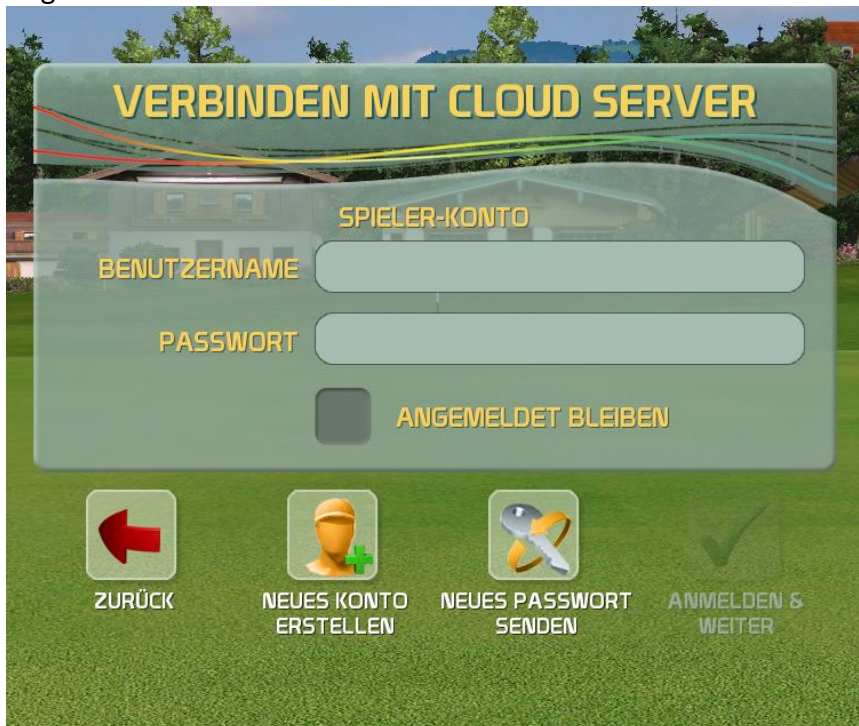 VERBINDEN MIT CLOUD SERVER
SPIELER-KONTO
BENUTZERNAME
PASSWORT
ANGEMELDET BLEIBEN
ZURÜCK
NEUES KONTO
ERSTELLEN
NEUES PASSWORT
SENDEN
ANMELDEN &
WEITER